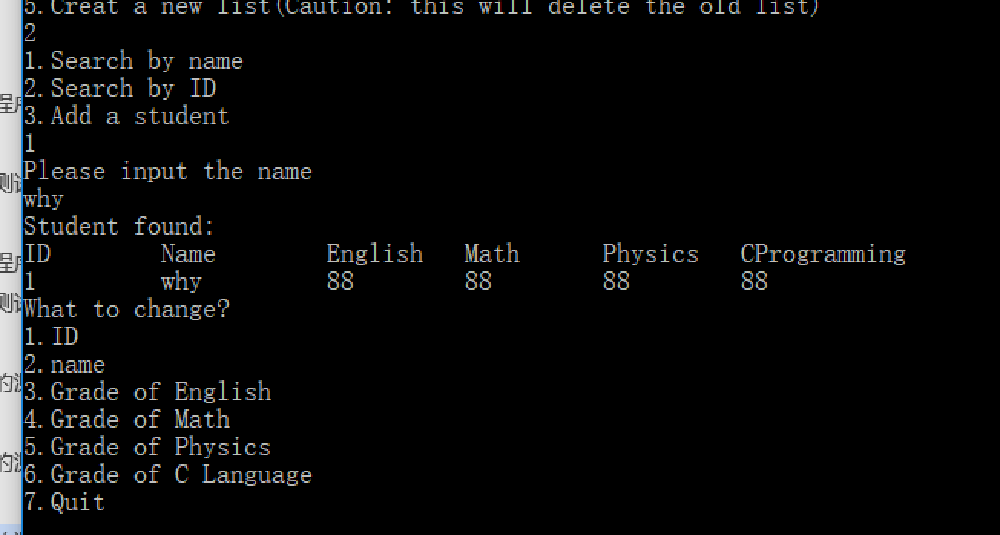 5.Creat a new list(Caution: this will delete the old list)
2
1.Search by name
2.Search by ID
3.Add a student
1
Please input the name
why
Student found:
ID Name English Math Physics CProgramming
1 why 88 88 88 88
What to change?
1.ID
2.name
3.Grade of English
4.Grade of Math
5.Grade of Physics
6.Grade of C Language
7.Quit